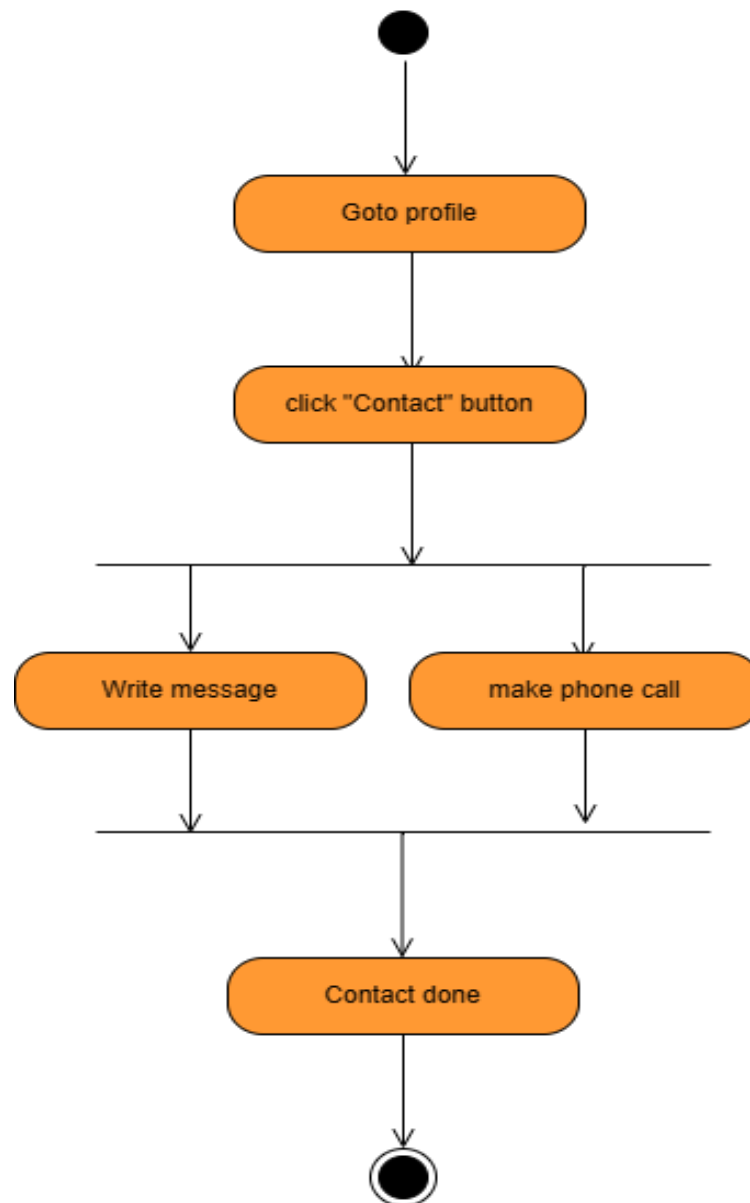 Goto profile
click "Contact" button
Write message
make phone call
Contact done